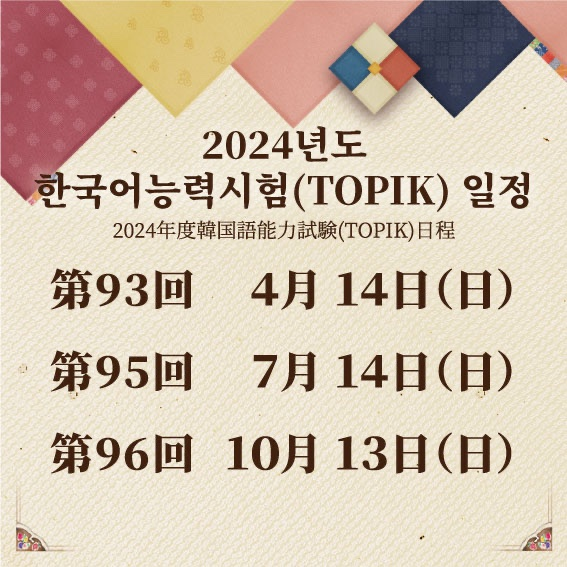 2024년도
한국어능력시험(TOPIK) 일정
2024年度韓国語能力試験(TOPIK)日程
第93回 4月 14日(日)
第95回 7月 14日(日)
第96回 10月 13日(日)